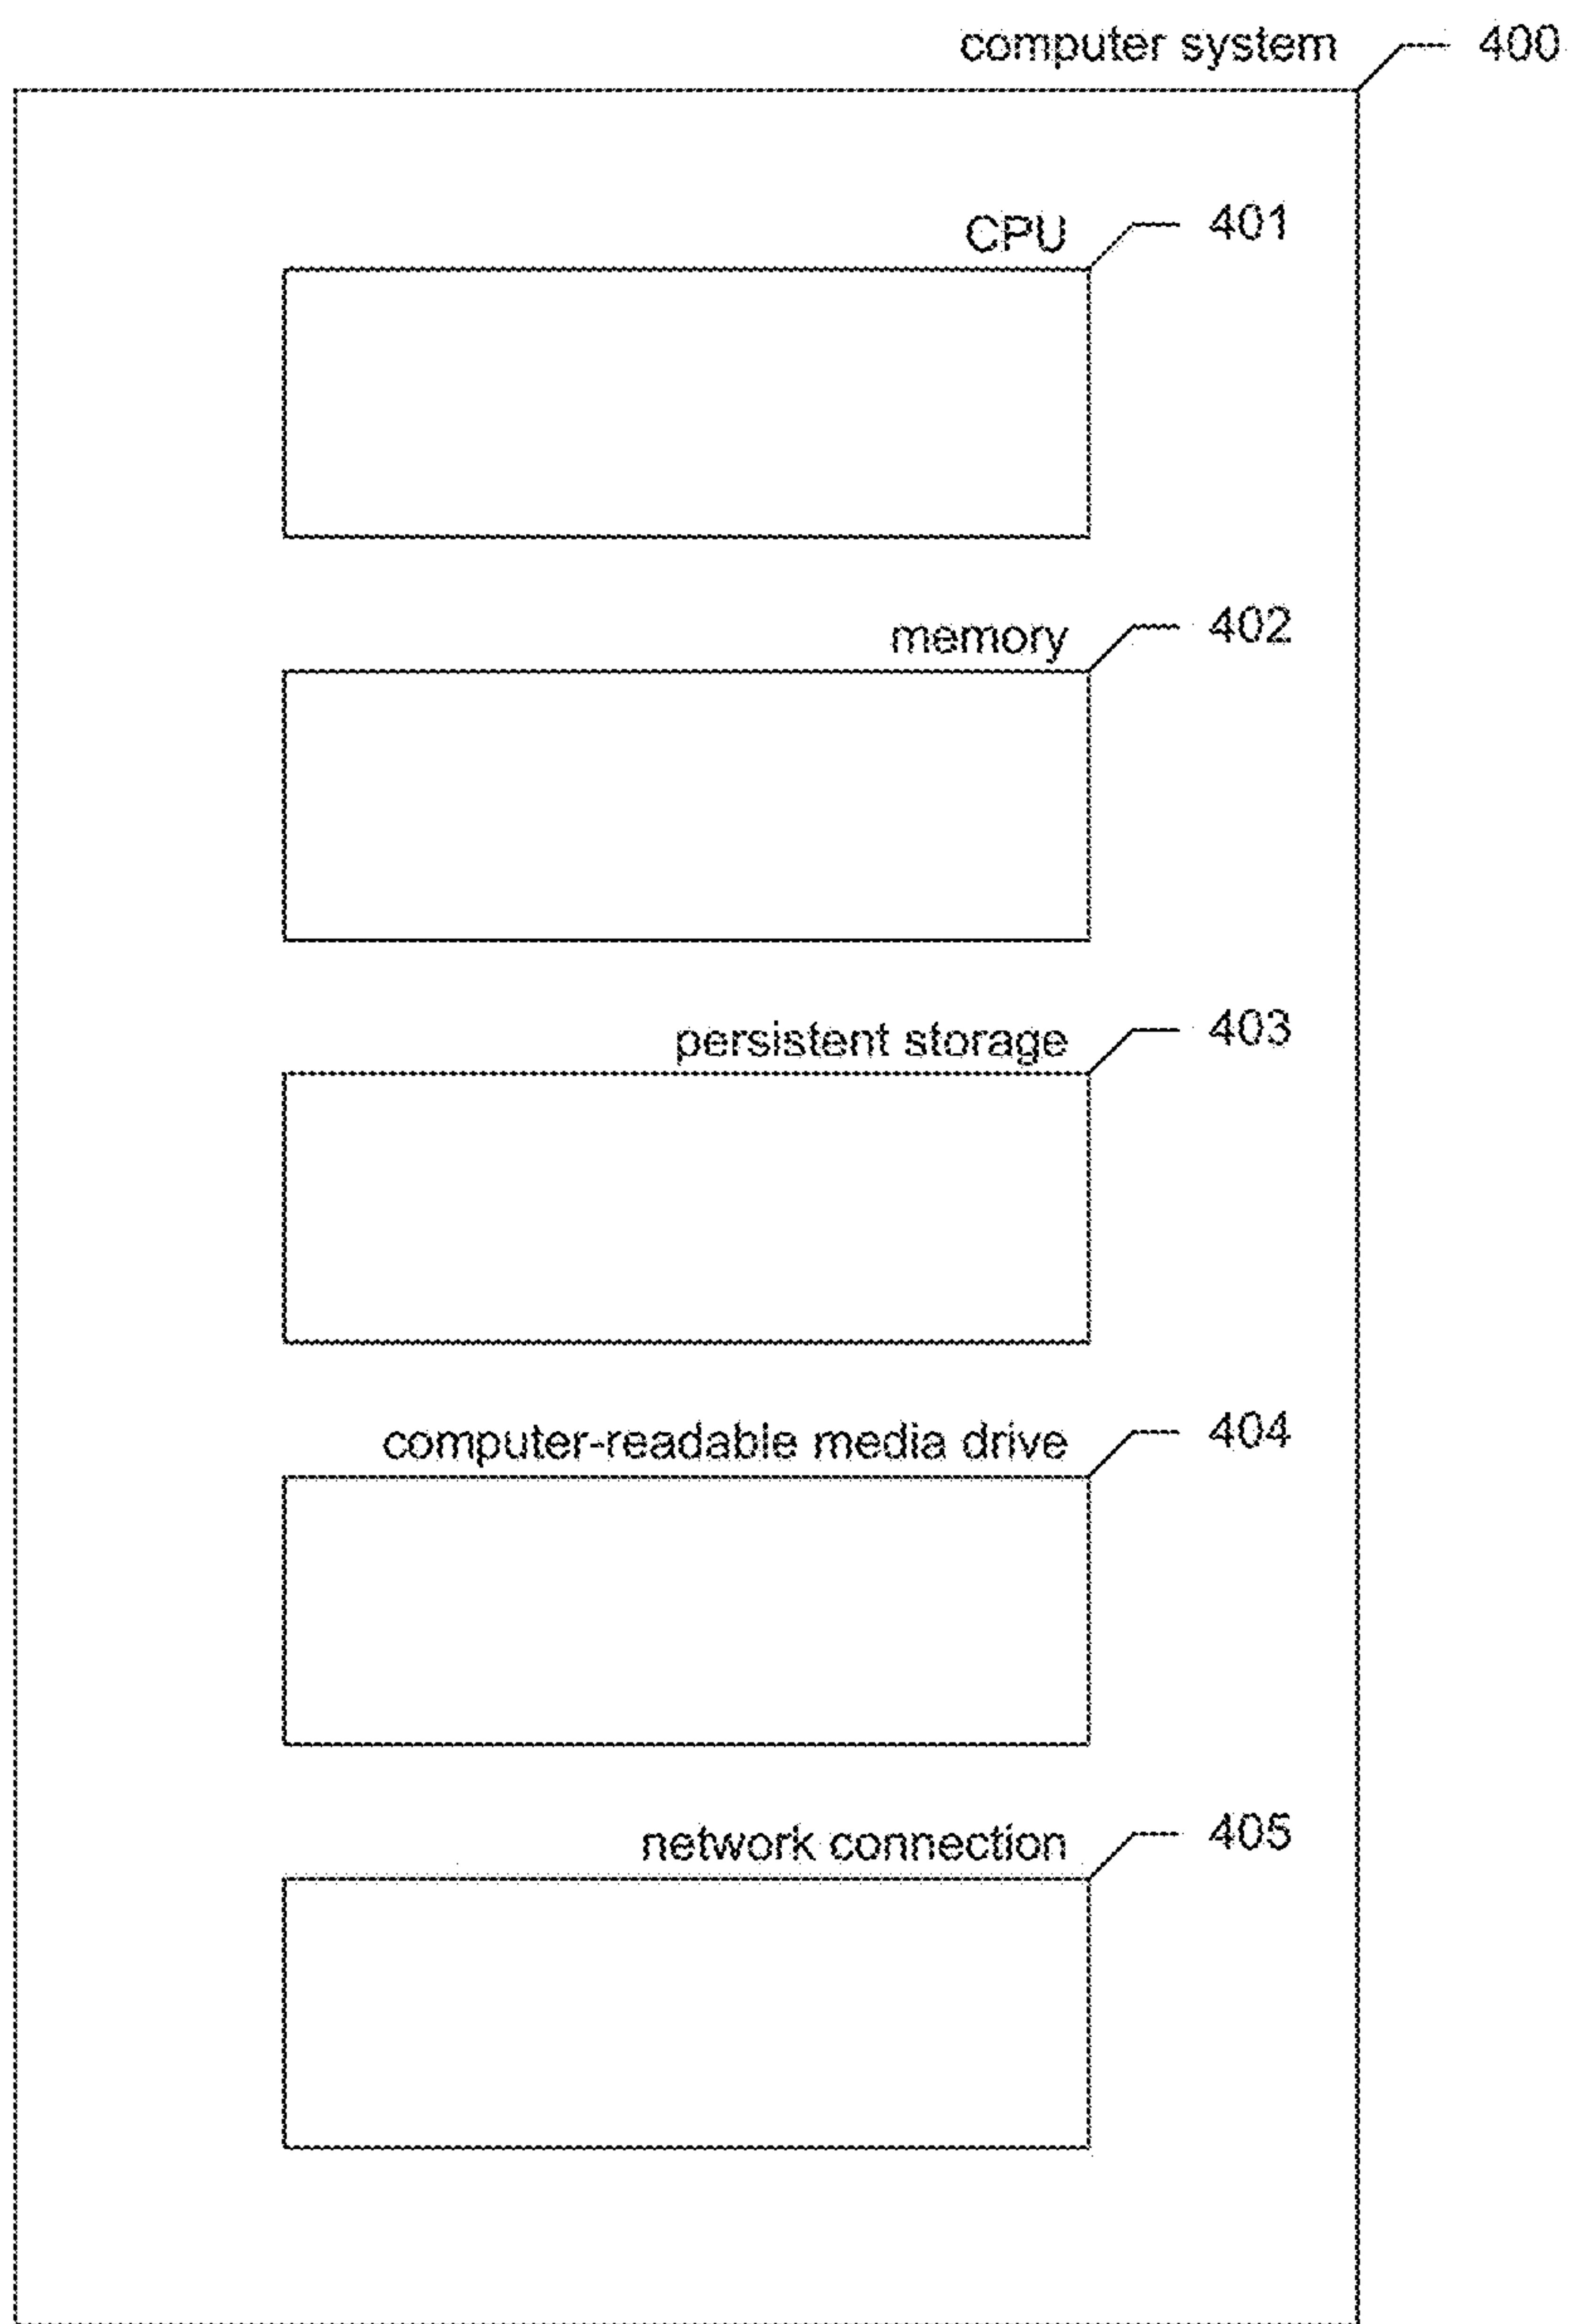 computer system 400
CPU 401
memory 402
persistent storage 403
computer-readable media drive 404
network connection 405